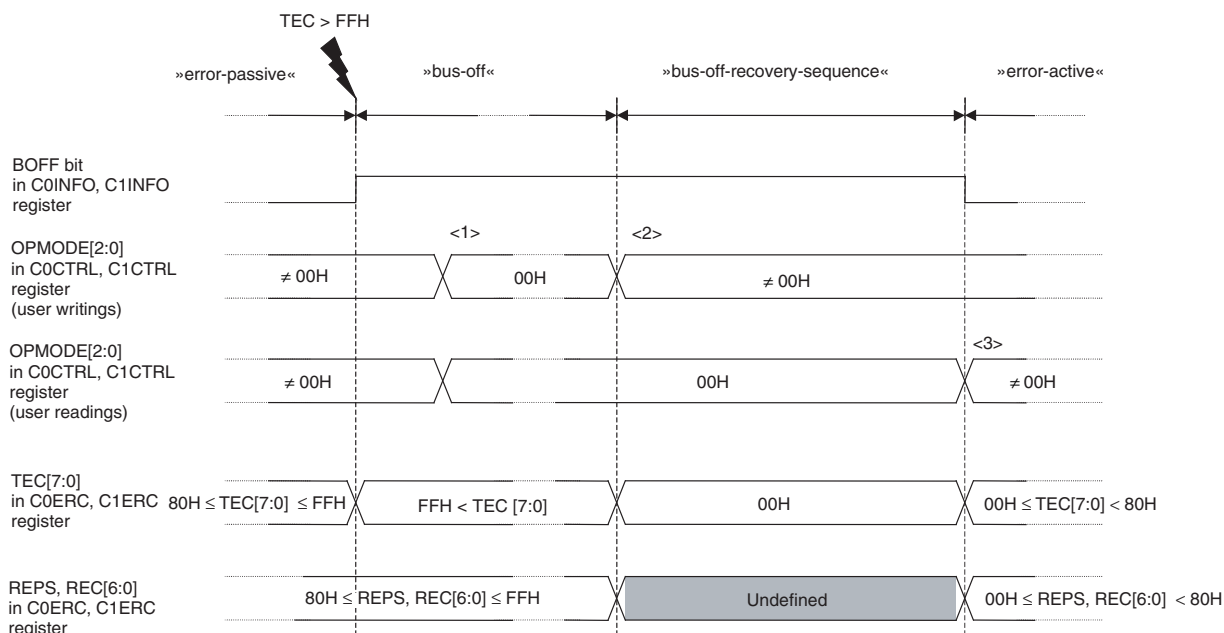 TEC > FFH
»error-passive« »bus-off« »bus-off-recovery-sequence« »error-active«
BOFF bit
in C0INFO, C1INFO
register
<1> <2>
OPMODE[2:0]
in C0CTRL, C1CTRL
register
(user writings)
≠ 00H 00H ≠ 00H
<3>
OPMODE[2:0]
in C0CTRL, C1CTRL
register
(user readings)
≠ 00H 00H ≠ 00H
TEC[7:0]
in C0ERC, C1ERC
register
80H ≤ TEC[7:0] ≤ FFH FFH < TEC [7:0] 00H 00H ≤ TEC[7:0] < 80H
REPS, REC[6:0]
in C0ERC, C1ERC
register
80H ≤ REPS, REC[6:0] ≤ FFH Undefined 00H ≤ REPS, REC[6:0] < 80H